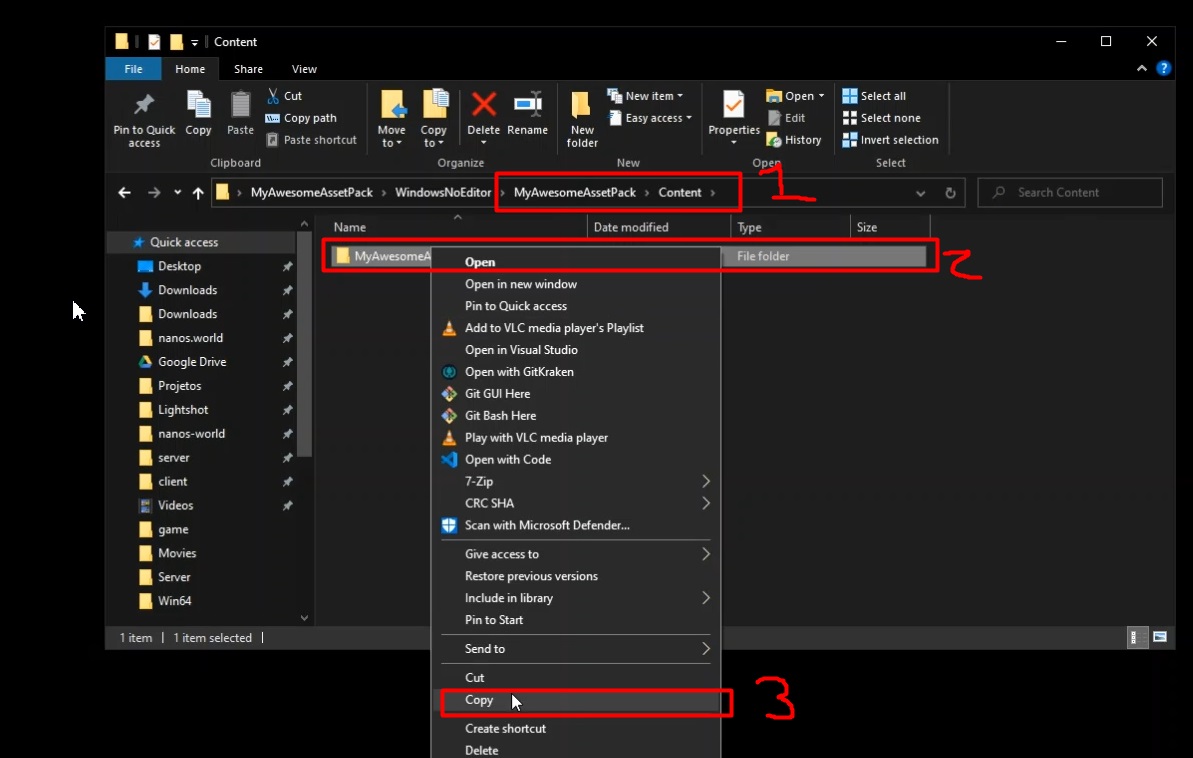 Content
File Home Share View
Pin to Quick access
Copy
Paste
Cut
Copy path
Paste shortcut
Clipboard
Move to
Copy to
Delete
Rename
Organize
New folder
New item
Easy access
New
Properties
Open
Edit
History
Open
Select all
Select none
Invert selection
Select
MyAwesomeAssetPack › WindowsNoEditor › MyAwesomeAssetPack › Content ›
1
Search Content
Name Date modified Type Size
Quick access
Desktop
Downloads
Downloads
nanos.world
Google Drive
Projetos
Lightshot
nanos-world
server
client
Videos
game
Movies
Server
Win64
MyAwesomeA
File folder
2
Open
Open in new window
Pin to Quick access
Add to VLC media player's Playlist
Open in Visual Studio
Open with GitKraken
Git GUI Here
Git Bash Here
Play with VLC media player
Open with Code
7-Zip
CRC SHA
Scan with Microsoft Defender...
Give access to
Restore previous versions
Include in library
Pin to Start
Send to
Cut
Copy
3
Create shortcut
Delete
1 item 1 item selected